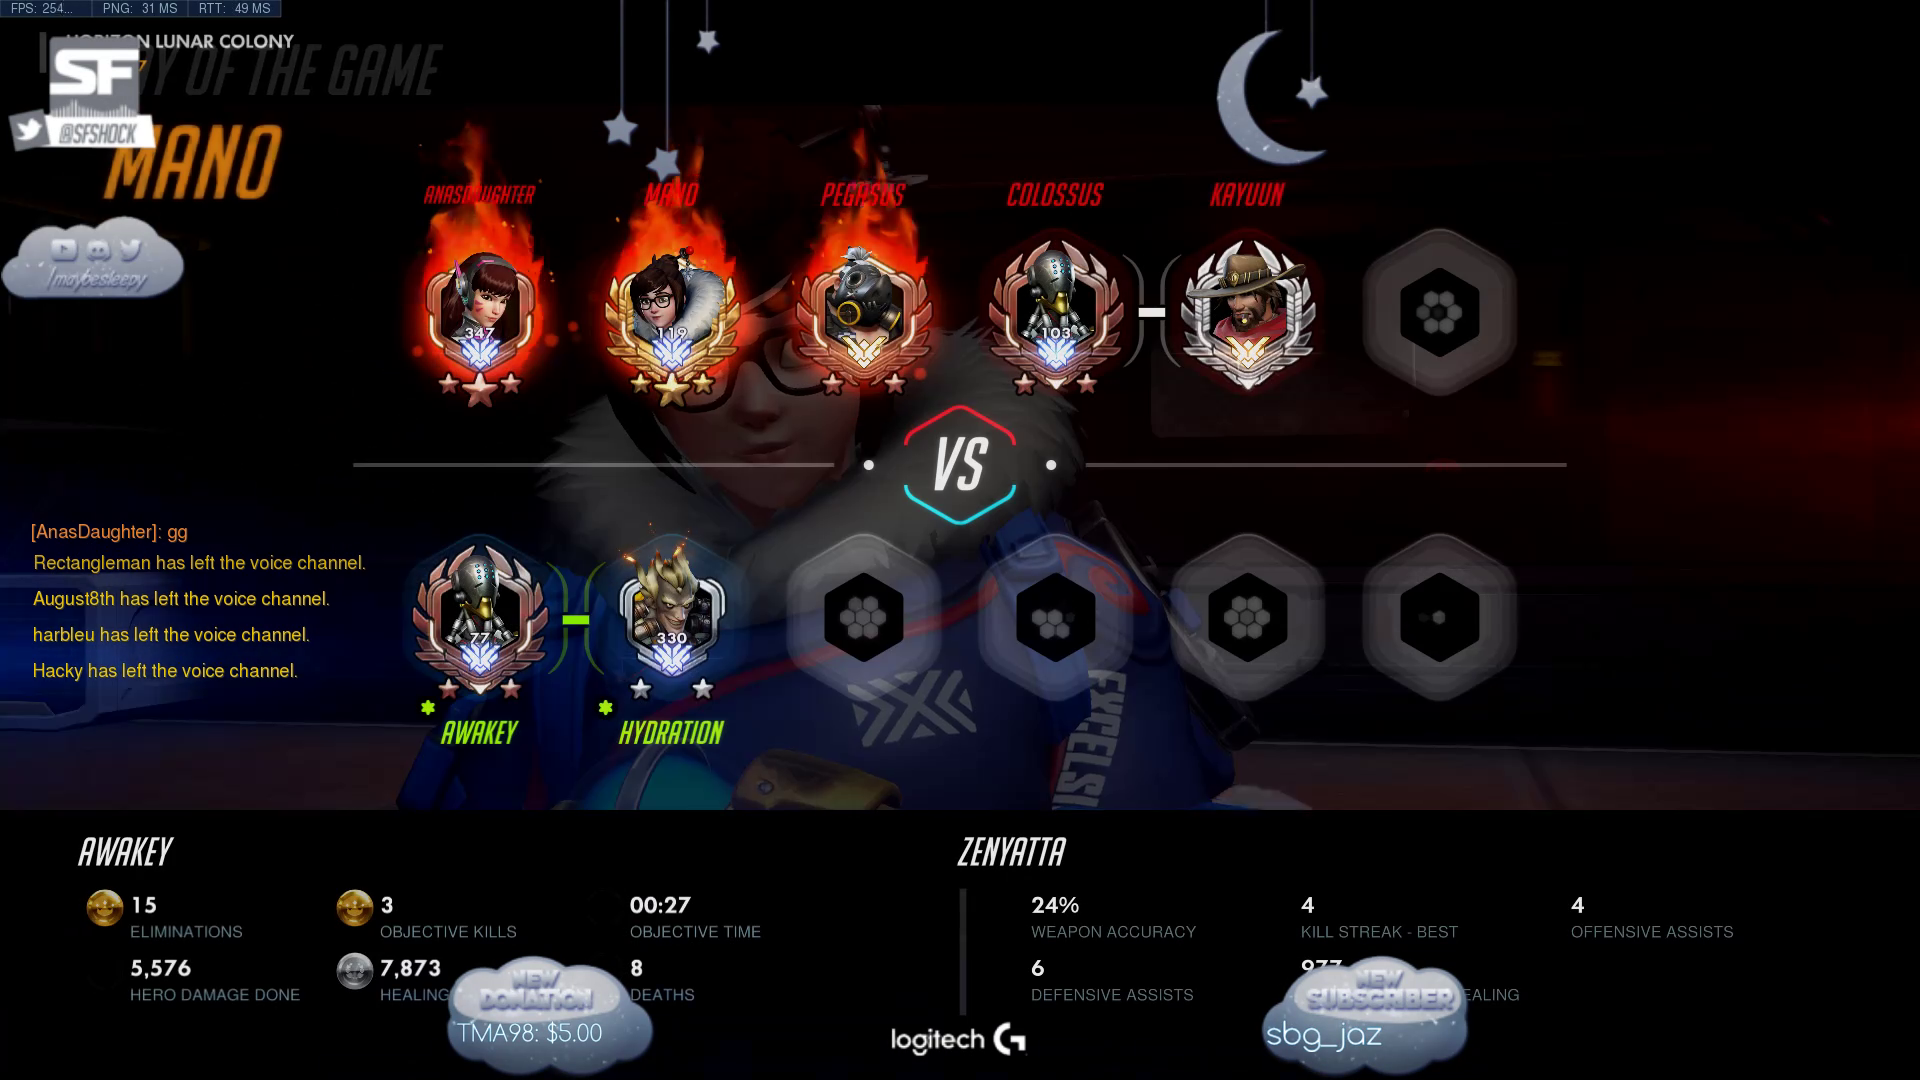 FPS: 254... PNG: 31 MS RTT: 49 MS
HORIZON LUNAR COLONY
OF THE GAME
SF
@SFSHOCK
MANO
/maybesleepy
ANASDAUGHTER MANO PEGASUS COLOSSUS KAYUUN
347 119 103
VS
[AnasDaughter]: gg
Rectangleman has left the voice channel.
August8th has left the voice channel.
harbleu has left the voice channel.
Hacky has left the voice channel.
77 330
AWAKEY HYDRATION
EXCELSI
AWAKEY ZENYATTA
15 3 00:27 24% 4 4
ELIMINATIONS OBJECTIVE KILLS OBJECTIVE TIME WEAPON ACCURACY KILL STREAK - BEST OFFENSIVE ASSISTS
5,576 7,873 8 6
HERO DAMAGE DONE HEALING DEATHS DEFENSIVE ASSISTS EALING
NEW DONATION
TMA98: $5.00
logitech G
NEW SUBSCRIBER
sbg_jaz